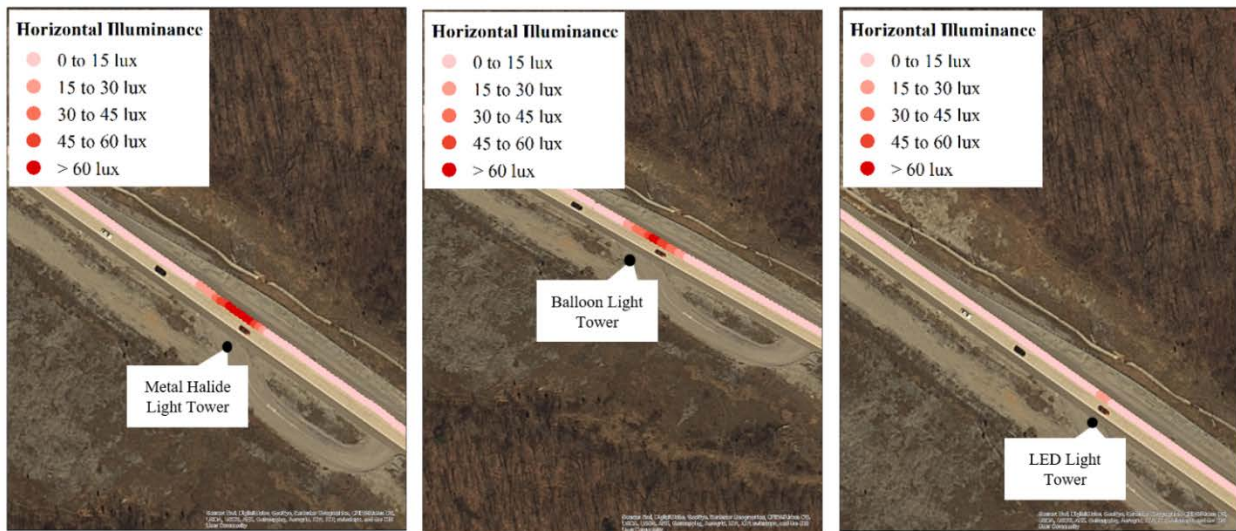 Horizontal Illuminance
0 to 15 lux
15 to 30 lux
30 to 45 lux
45 to 60 lux
> 60 lux
Metal Halide
Light Tower
Horizontal Illuminance
0 to 15 lux
15 to 30 lux
30 to 45 lux
45 to 60 lux
> 60 lux
Balloon Light
Tower
Horizontal Illuminance
0 to 15 lux
15 to 30 lux
30 to 45 lux
45 to 60 lux
> 60 lux
LED Light
Tower